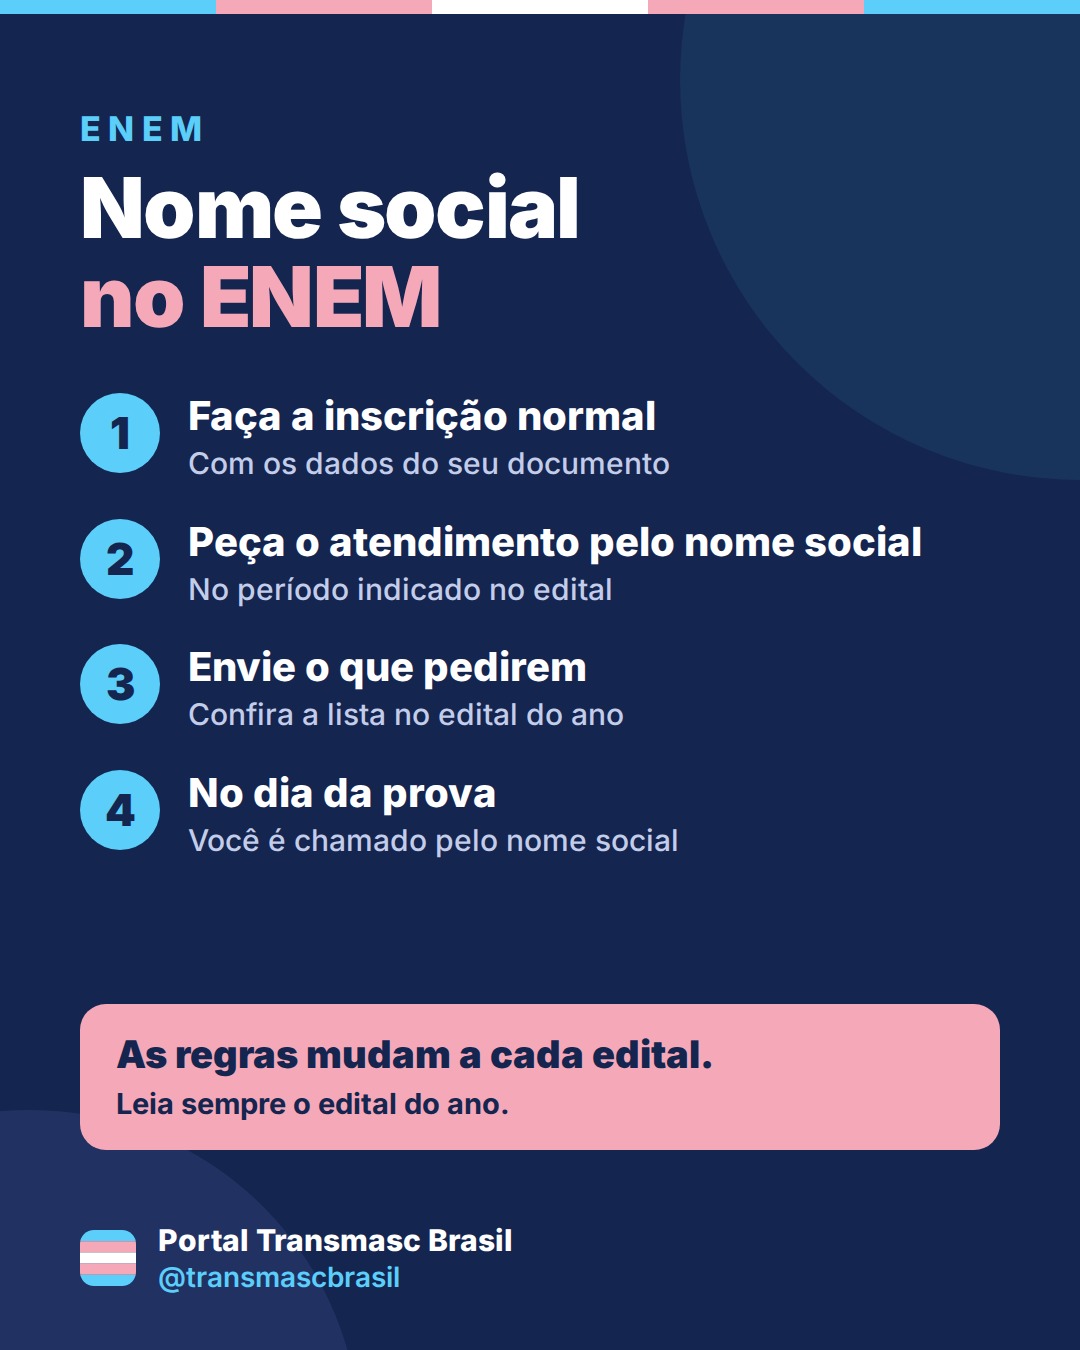 ENEM
Nome social
no ENEM
1
Faça a inscrição normal
Com os dados do seu documento
2
Peça o atendimento pelo nome social
No período indicado no edital
3
Envie o que pedirem
Confira a lista no edital do ano
4
No dia da prova
Você é chamado pelo nome social
As regras mudam a cada edital.
Leia sempre o edital do ano.
Portal Transmasc Brasil
@transmascbrasil